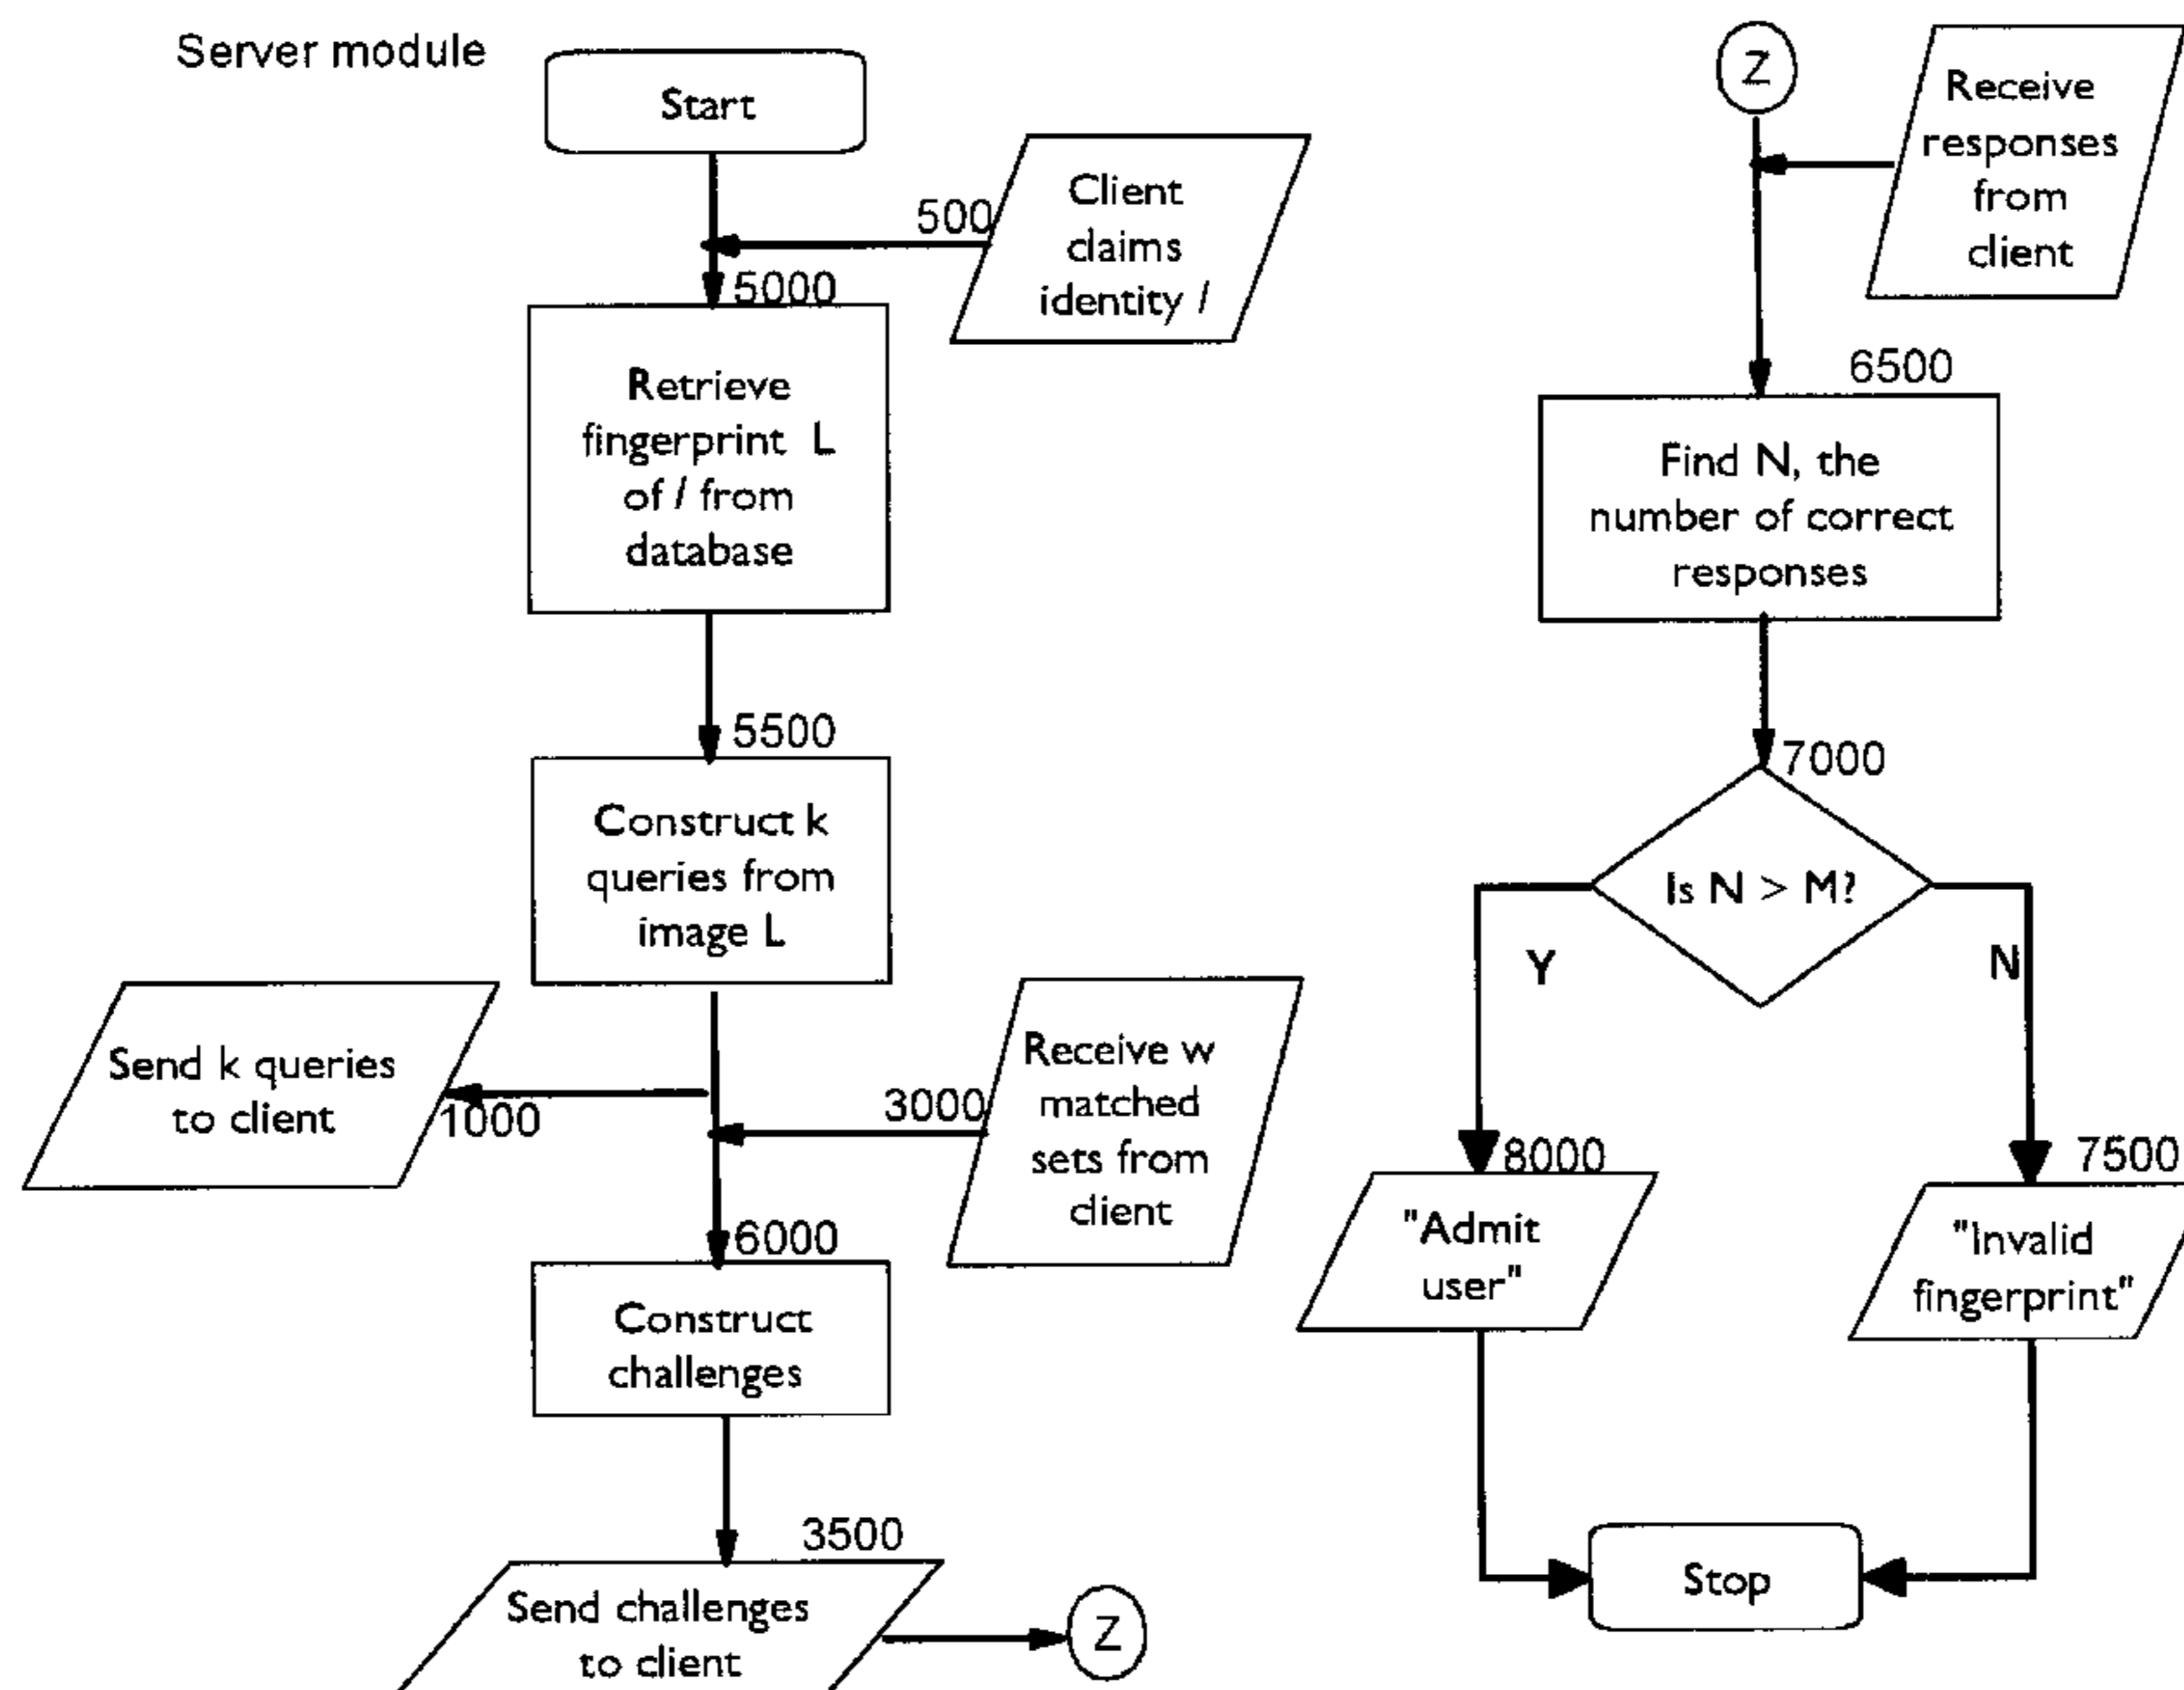 Server module
Start
500
Client
claims
identity I
5000
Retrieve
fingerprint L
of I from
database
5500
Construct k
queries from
image L
Send k queries
to client
1000
3000
Receive w
matched
sets from
client
6000
Construct
challenges
3500
Send challenges
to client
Z
Z
Receive
responses
from
client
6500
Find N, the
number of correct
responses
7000
Is N > M?
Y
N
8000
"Admit
user"
7500
"Invalid
fingerprint"
Stop